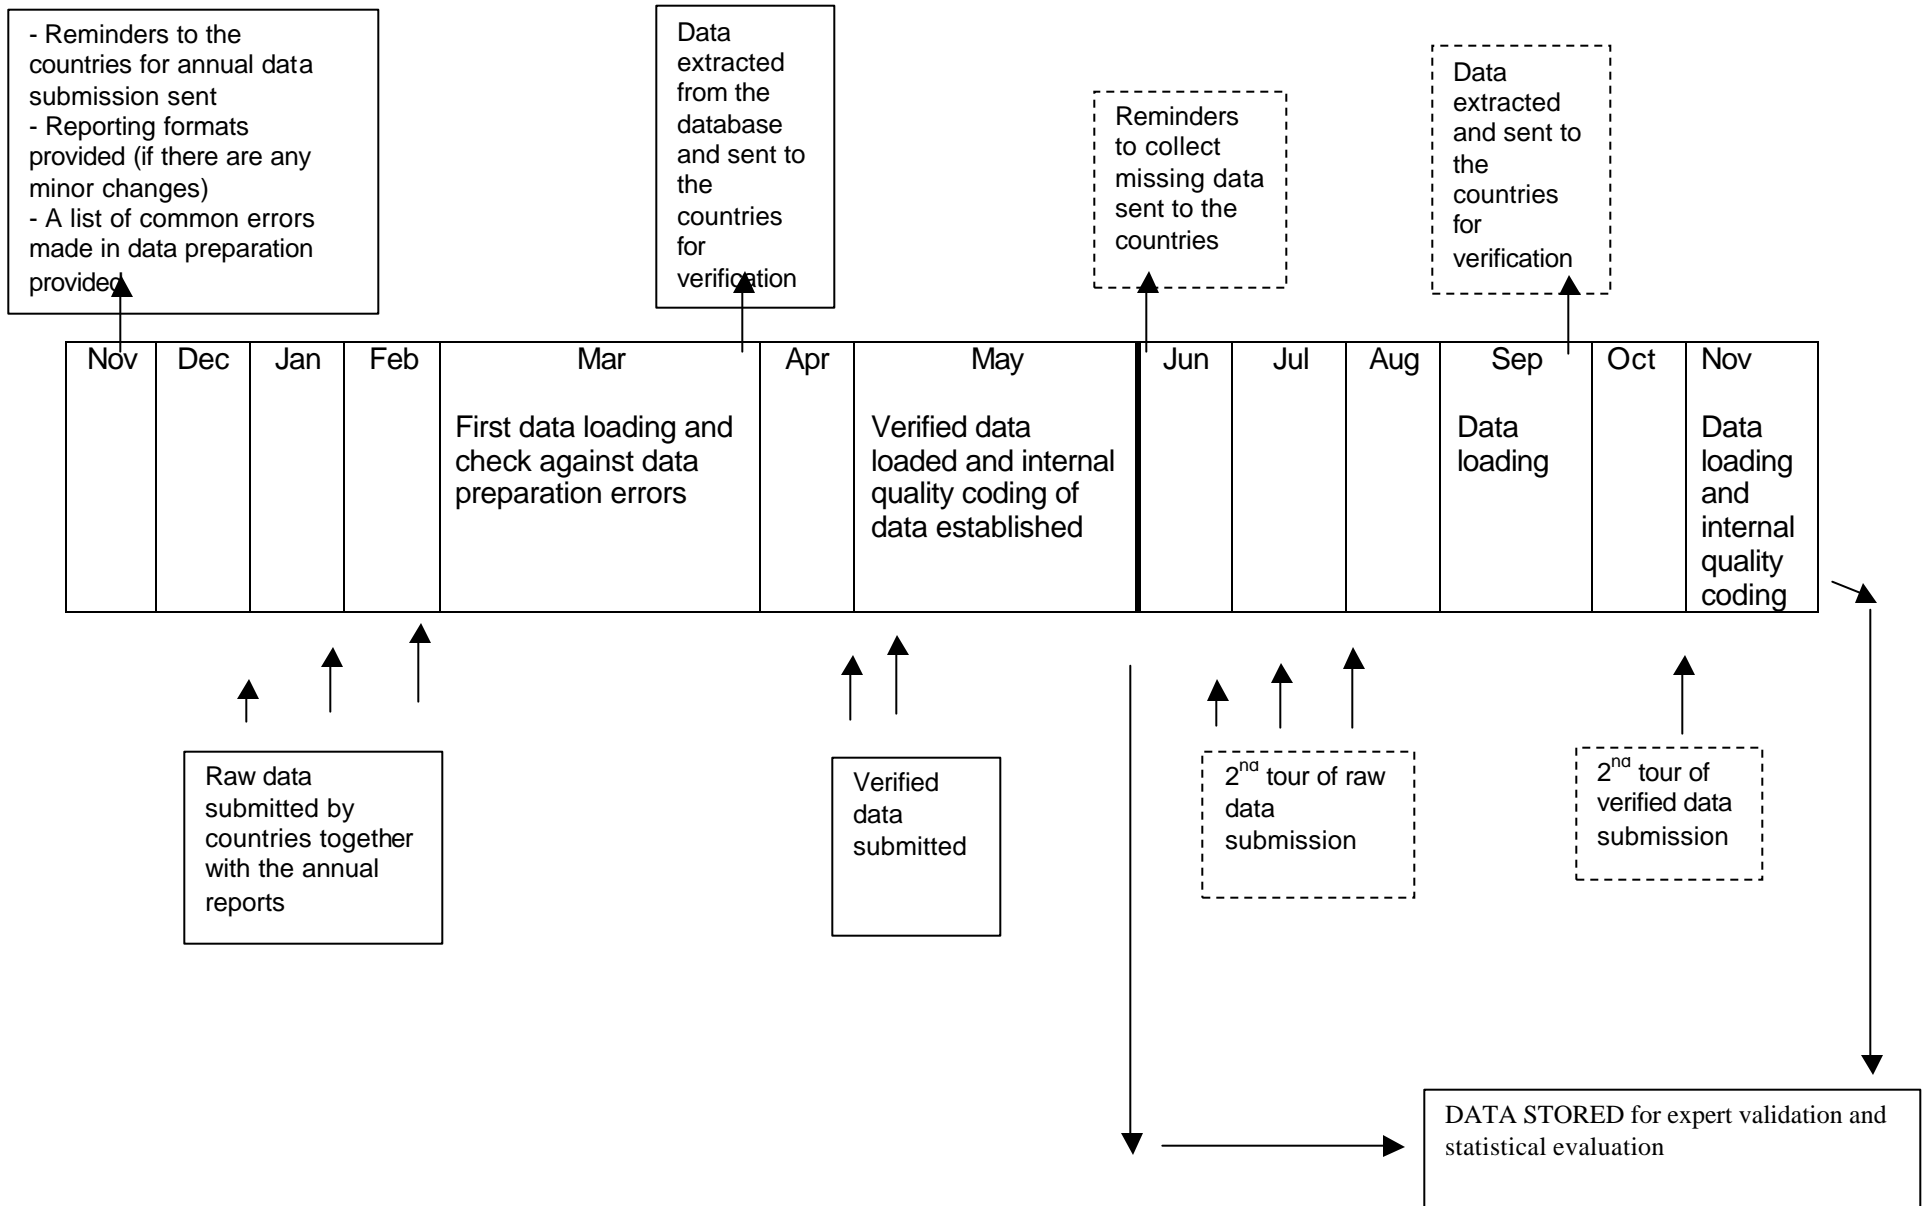 - Reminders to the
countries for annual data
submission sent
- Reporting formats
provided (if there are any
minor changes)
- A list of common errors
made in data preparation
provided
Data
extracted
from the
database
and sent to
the
countries
for
verification
Reminders
to collect
missing data
sent to the
countries
Data
extracted
and sent to
the
countries
for
verification
Nov Dec Jan Feb Mar Apr May Jun Jul Aug Sep Oct Nov
First data loading and
check against data
preparation errors
Verified data
loaded and internal
quality coding of
data established
Data
loading
Data
loading
and
internal
quality
coding
Raw data
submitted by
countries together
with the annual
reports
Verified
data
submitted
2nd tour of raw
data
submission
2nd tour of
verified data
submission
DATA STORED for expert validation and
statistical evaluation